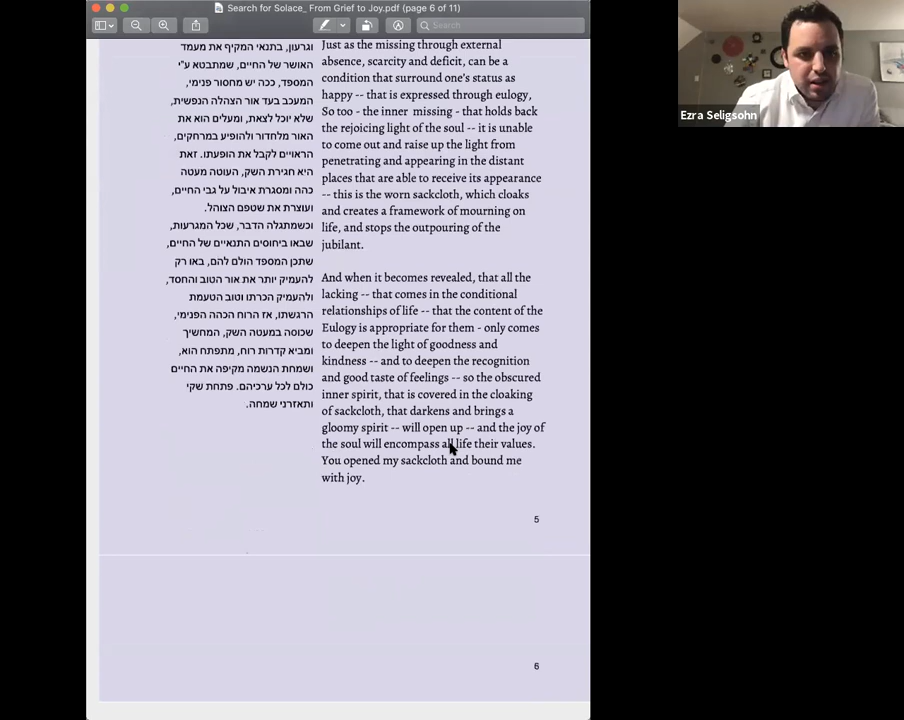 Search for Solace_ From Grief to Joy.pdf (page 6 of 11)
Search
Ezra Seligsohn
וגרעון, בתנאי המקיף את מעמד
האושר של החיים, שמתבטא ע"י
המספד, ככה יש מחסור פנימי,
המעכב בעד אור הצהלה הנפשית,
שלא יוכל לצאת, ומעלים הוא את
האור מלחדור ולהופיע במרחקים,
הראויים לקבל את הופעתו. זאת
היא חגירת השק, העוטה מעטה
כהה ומסגרת איבול על גבי החיים,
ועוצרת את שטפם הצוהל.
וכשמתגלה הדבר, שכל המגרעות,
שבאו ביחוסים התנאיים של החיים,
שתכן המספד הולם להם, באו רק
להעמיק יותר את אור הטוב והחסד,
ולהעמיק הכרתו וטוב הטעמת
הרגשתו, אז הרוח הכהה הפנימי,
שכוסה במעטה השק, המחשיך
ומביא קדרות רוח, מתפתח הוא,
ושמחת הנשמה מקיפה את החיים
כולם לכל ערכיהם. פתחת שקי
ותאזרני שמחה.
Just as the missing through external
absence, scarcity and deficit, can be a
condition that surround one's status as
happy -- that is expressed through eulogy,
So too - the inner missing - that holds back
the rejoicing light of the soul -- it is unable
to come out and raise up the light from
penetrating and appearing in the distant
places that are able to receive its appearance
-- this is the worn sackcloth, which cloaks
and creates a framework of mourning on
life, and stops the outpouring of the
jubilant.
And when it becomes revealed, that all the
lacking -- that comes in the conditional
relationships of life -- that the content of the
Eulogy is appropriate for them - only comes
to deepen the light of goodness and
kindness -- and to deepen the recognition
and good taste of feelings -- so the obscured
inner spirit, that is covered in the cloaking
of sackcloth, that darkens and brings a
gloomy spirit -- will open up -- and the joy of
the soul will encompass all life their values.
You opened my sackcloth and bound me
with joy.
5
6